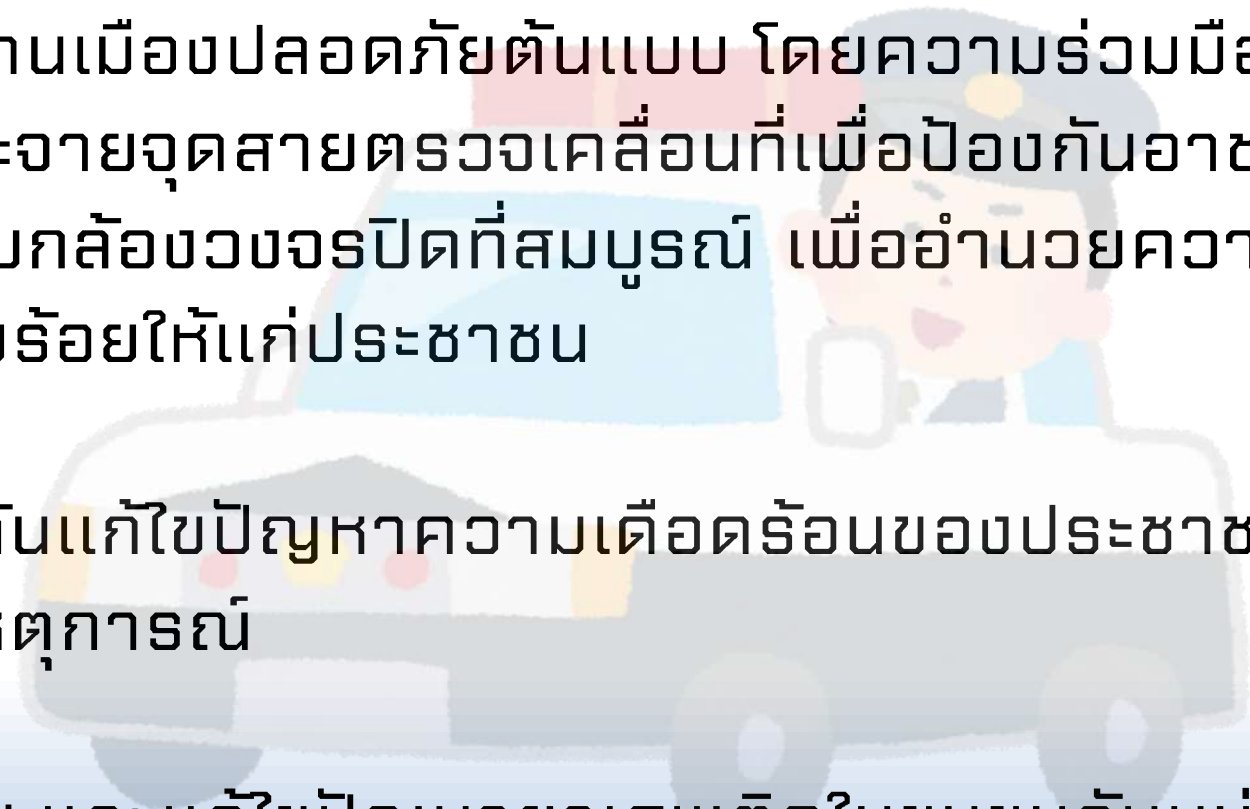 านเมืองปลอดภัยต้นแบบ โดยความร่วมมือ
ะจายจุดสายตรวจเคลื่อนที่เพื่อป้องกันอาช
บกล้องวงจรปิดที่สมบูรณ์ เพื่ออำนวยควา
ยร้อยให้แก่ประชาชน
ันแก้ไขปัญหาความเดือดร้อนของประชาช
ตุการณ์